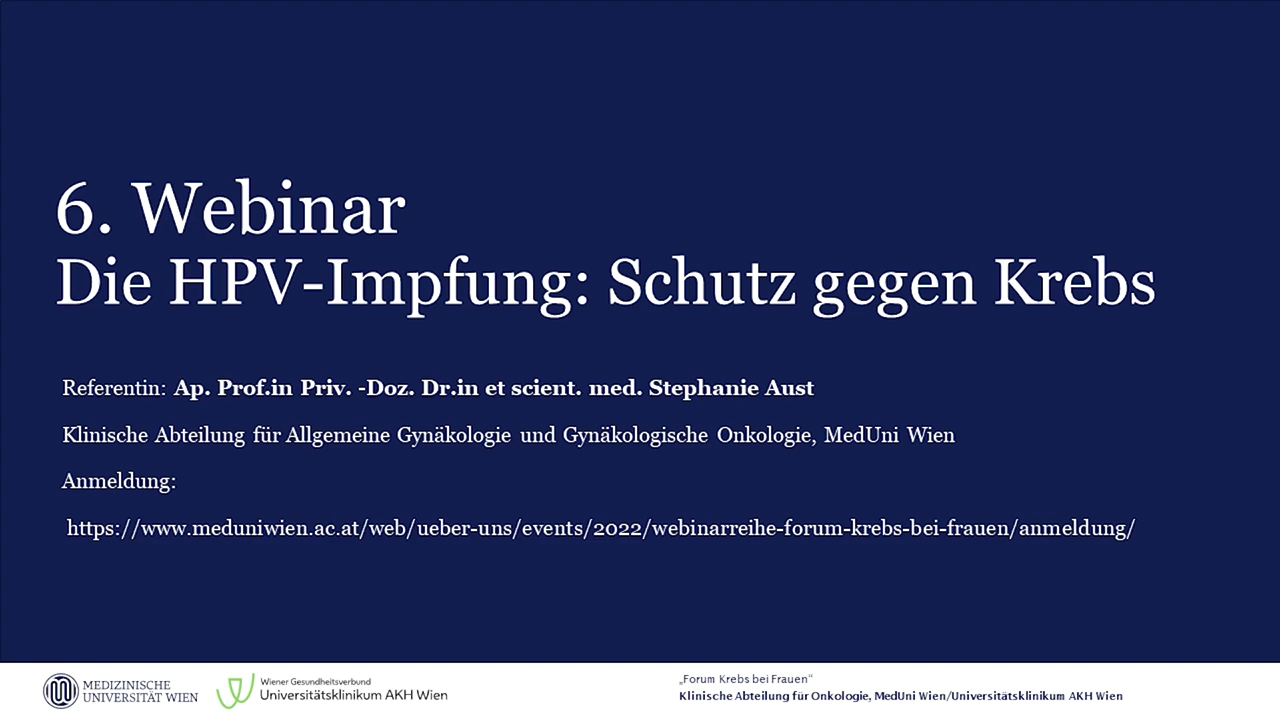 6. Webinar
Die HPV-Impfung: Schutz gegen Krebs
Referentin: Ap. Prof.in Priv. -Doz. Dr.in et scient. med. Stephanie Aust
Klinische Abteilung für Allgemeine Gynäkologie und Gynäkologische Onkologie, MedUni Wien
Anmeldung:
https://www.meduniwien.ac.at/web/ueber-uns/events/2022/webinarreihe-forum-krebs-bei-frauen/anmeldung/
MEDIZINISCHE
UNIVERSITÄT WIEN
Wiener Gesundheitsverbund
Universitätsklinikum AKH Wien
„Forum Krebs bei Frauen“
Klinische Abteilung für Onkologie, MedUni Wien/Universitätsklinikum AKH Wien